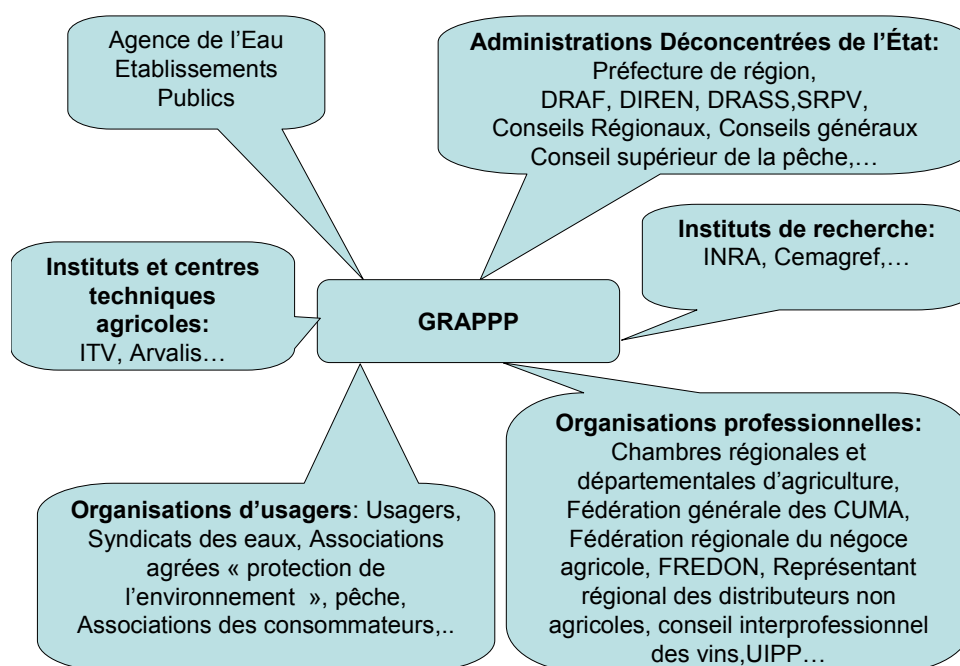 Agence de l'Eau
Etablissements
Publics
Administrations Déconcentrées de l'État:
Préfecture de région,
DRAF, DIREN, DRASS,SRPV,
Conseils Régionaux, Conseils généraux
Conseil supérieur de la pêche,…
Instituts de recherche:
INRA, Cemagref,…
Instituts et centres
techniques
agricoles:
ITV, Arvalis…
GRAPPP
Organisations d'usagers: Usagers,
Syndicats des eaux, Associations
agrées « protection de
l'environnement », pêche,
Associations des consommateurs,..
Organisations professionnelles:
Chambres régionales et
départementales d'agriculture,
Fédération générale des CUMA,
Fédération régionale du négoce
agricole, FREDON, Représentant
régional des distributeurs non
agricoles, conseil interprofessionnel
des vins,UIPP…